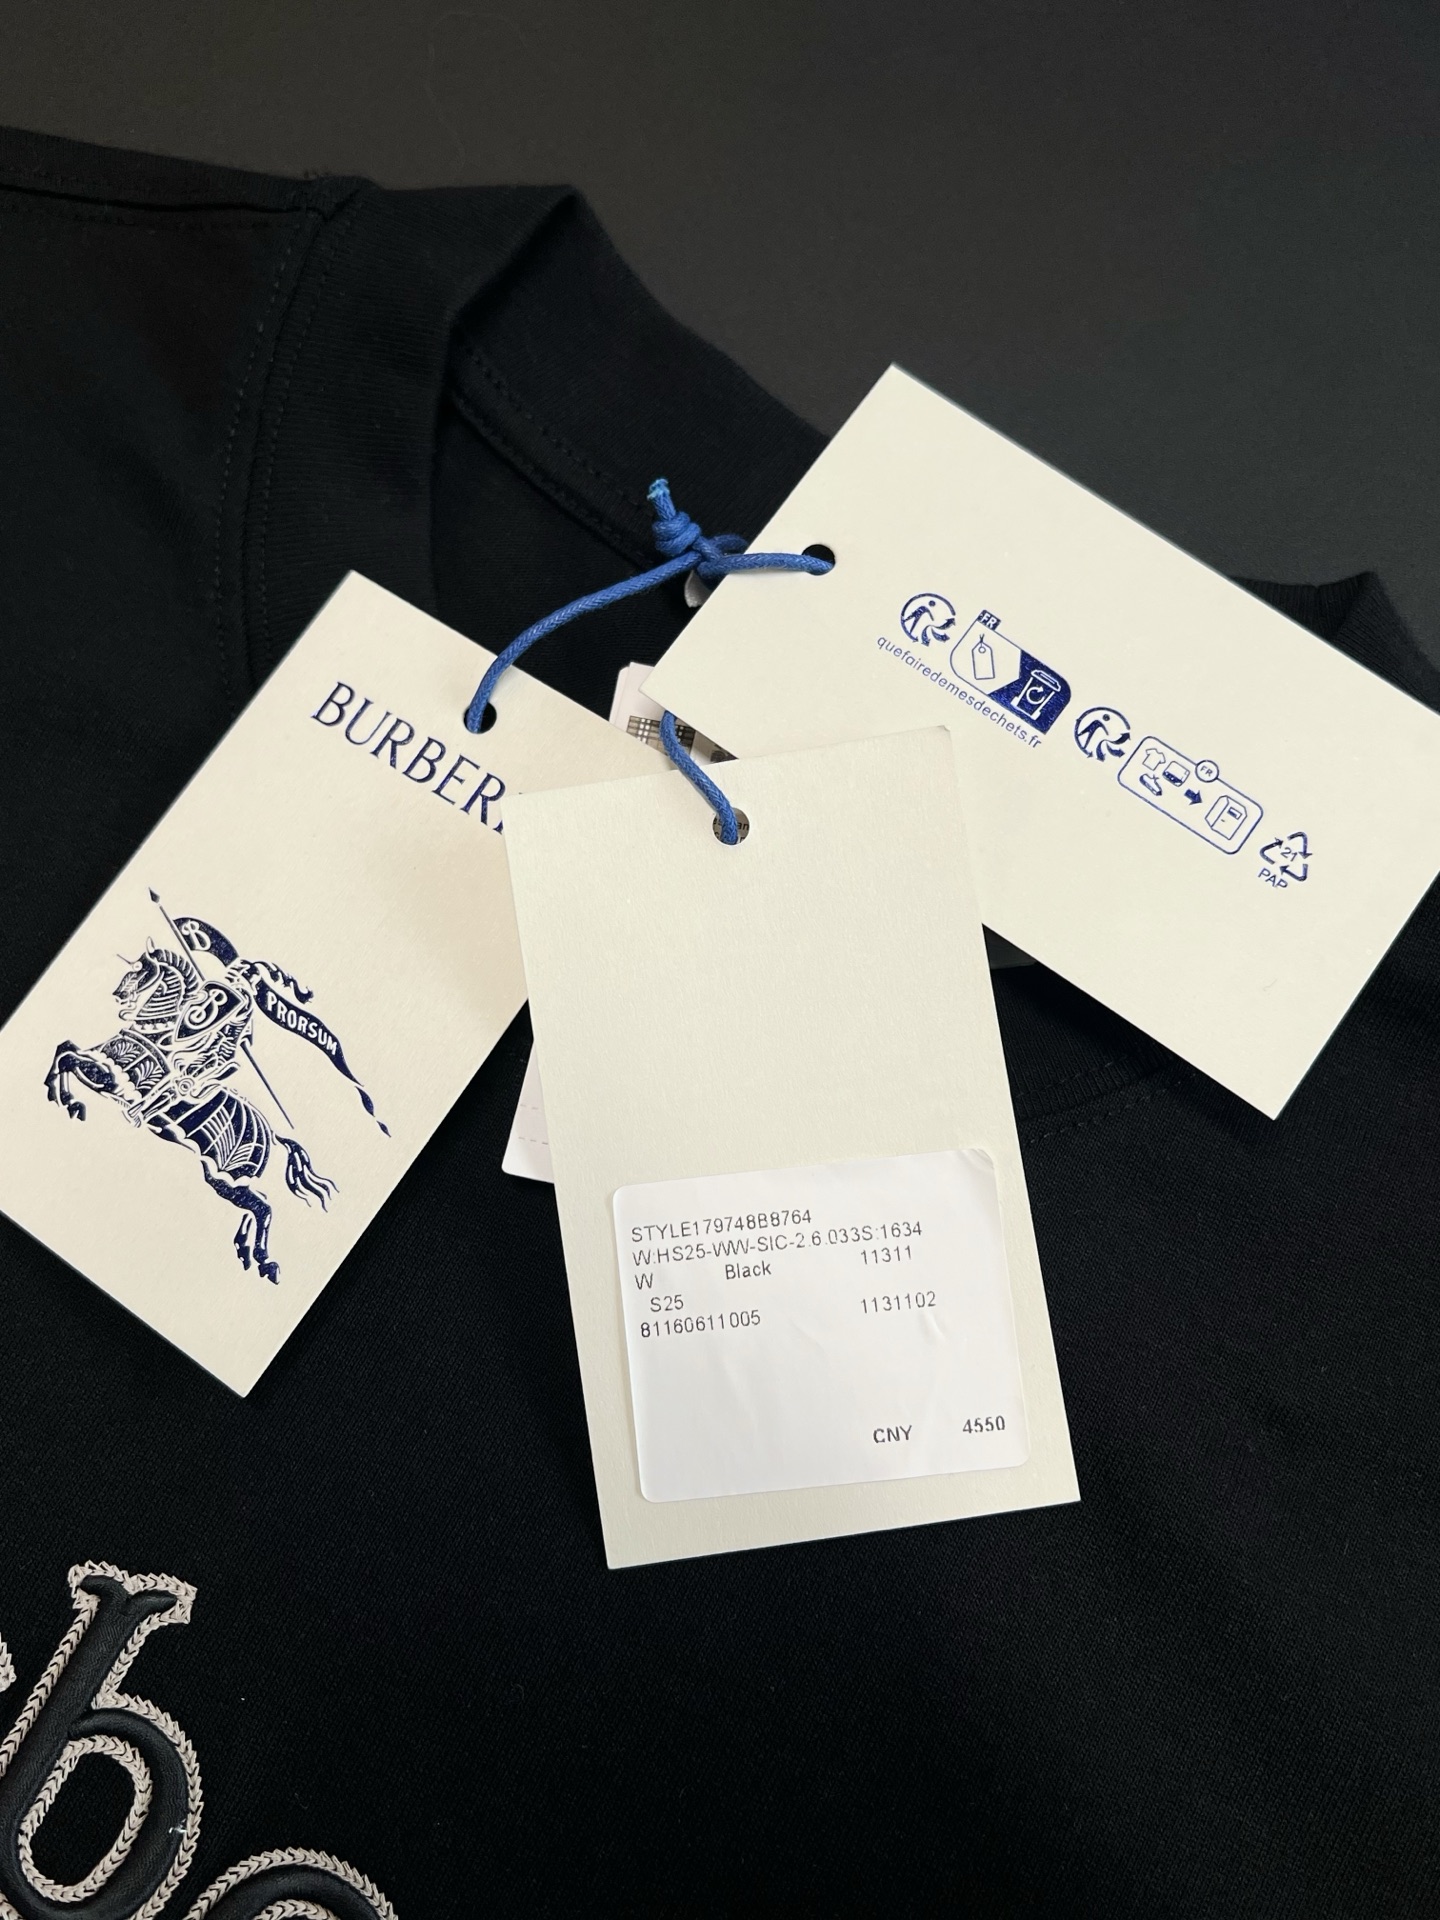 BURBER
B
B
PRORSUM
FR
quefairedemesdechets.fr
FR
21
PAP
STYLE179748B8764
W:HS25-WW-SIC-2.6.033S:1634
W Black 11311
S25
81160611005 1131102
CNY 4550
b